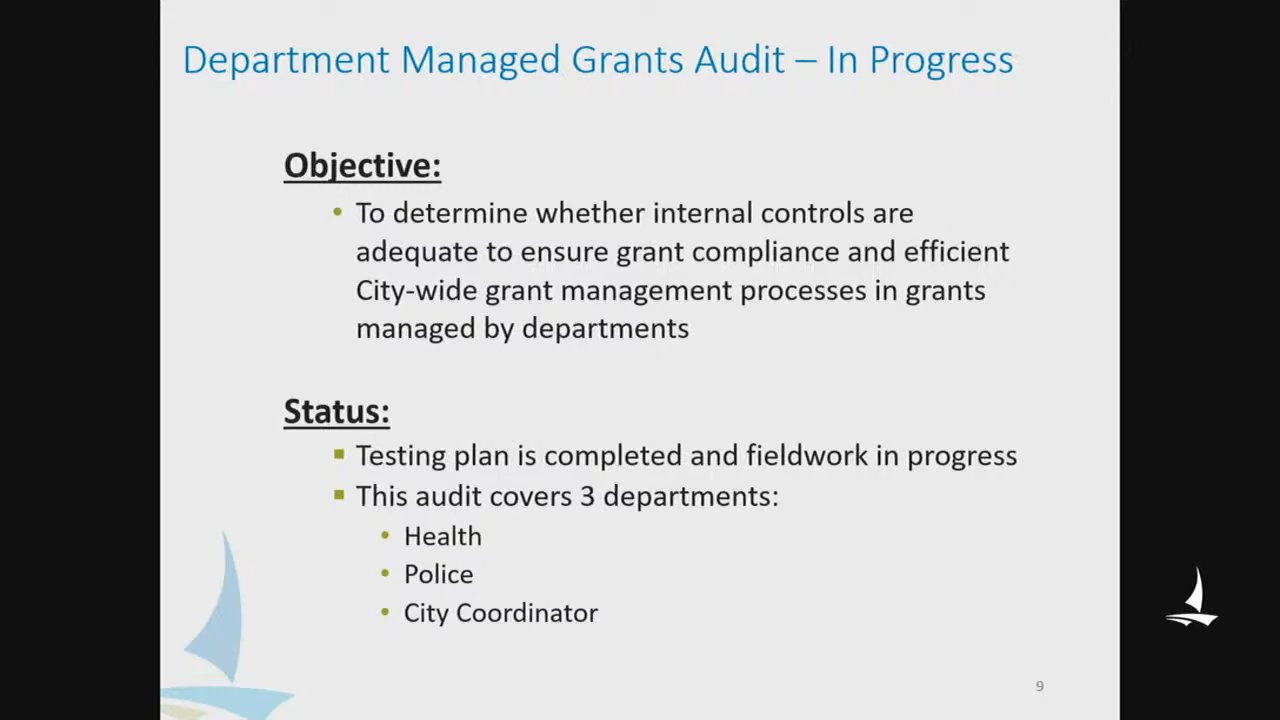 Department Managed Grants Audit – In Progress
Objective:
• To determine whether internal controls are
adequate to ensure grant compliance and efficient
City-wide grant management processes in grants
managed by departments
Status:
▪ Testing plan is completed and fieldwork in progress
▪ This audit covers 3 departments:
• Health
• Police
• City Coordinator
9